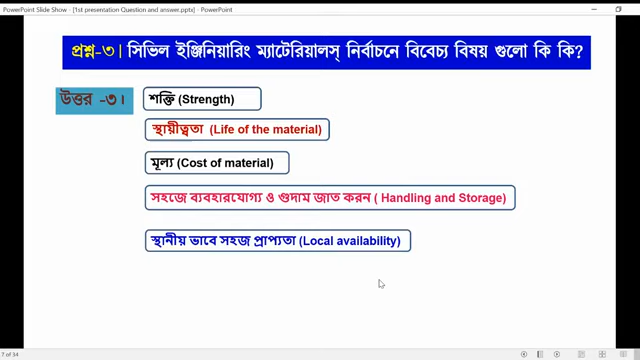 PowerPoint Slide Show - [1st presentation Question and answer.pptx] - PowerPoint
প্রশ্ন-৩| সিভিল ইঞ্জিনিয়ারিং ম্যাটেরিয়ালস্ নির্বাচনে বিবেচ্য বিষয় গুলো কি কি?
উত্তর -৩। শক্তি (Strength)
স্থায়ীত্বতা (Life of the material)
মূল্য (Cost of material)
সহজে ব্যবহারযোগ্য ও গুদাম জাত করন ( Handling and Storage)
স্থানীয় ভাবে সহজ প্রাপ্যতা (Local availability)
7 of 34